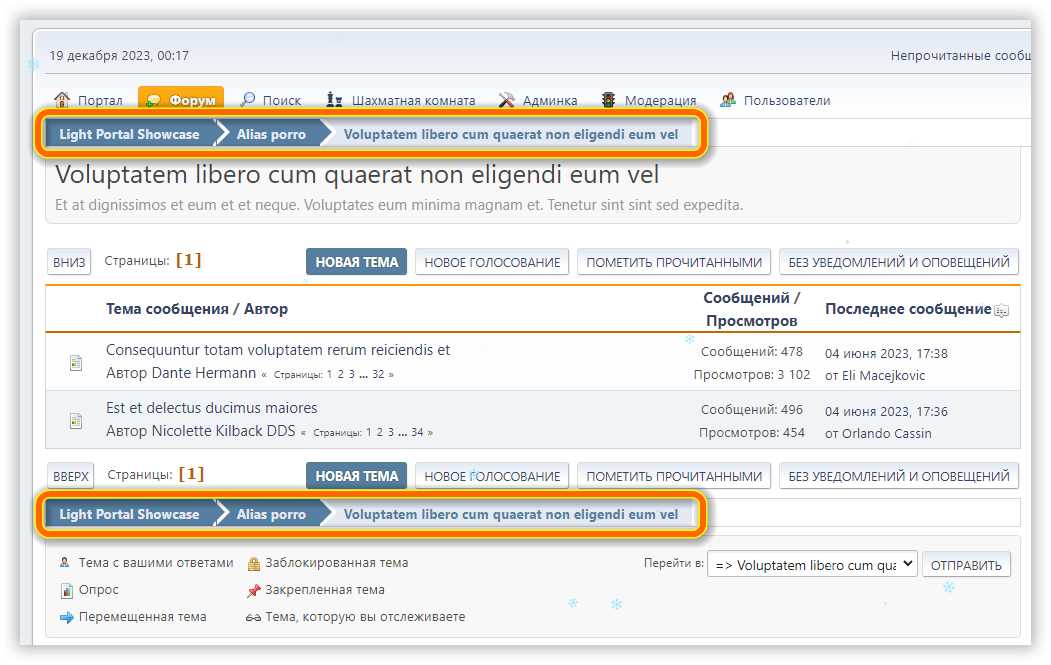 19 декабря 2023, 00:17
Непрочитанные сообщ
Портал Форум Поиск Шахматная комната Админка Модерация Пользователи
Light Portal Showcase Alias porro Voluptatem libero cum quaerat non eligendi eum vel
Voluptatem libero cum quaerat non eligendi eum vel
Et at dignissimos et eum et et neque. Voluptates eum minima magnam et. Tenetur sint sint sed expedita.
ВНИЗ Страницы: [1] НОВАЯ ТЕМА НОВОЕ ГОЛОСОВАНИЕ ПОМЕТИТЬ ПРОЧИТАННЫМИ БЕЗ УВЕДОМЛЕНИЙ И ОПОВЕЩЕНИЙ
Тема сообщения / Автор
Сообщений /
Просмотров
Последнее сообщение
Consequuntur totam voluptatem rerum reiciendis et
Автор Dante Hermann « Страницы: 1 2 3 ... 32 »
Сообщений: 478
Просмотров: 3 102
04 июня 2023, 17:38
от Eli Macejkovic
Est et delectus ducimus maiores
Автор Nicolette Kilback DDS « Страницы: 1 2 3 ... 34 »
Сообщений: 496
Просмотров: 454
04 июня 2023, 17:36
от Orlando Cassin
ВВЕРХ Страницы: [1] НОВАЯ ТЕМА НОВОЕ ГОЛОСОВАНИЕ ПОМЕТИТЬ ПРОЧИТАННЫМИ БЕЗ УВЕДОМЛЕНИЙ И ОПОВЕЩЕНИЙ
Light Portal Showcase Alias porro Voluptatem libero cum quaerat non eligendi eum vel
Тема с вашими ответами
Опрос
Перемещенная тема
Заблокированная тема
Закрепленная тема
Тема, которую вы отслеживаете
Перейти в: => Voluptatem libero cum qua ОТПРАВИТЬ